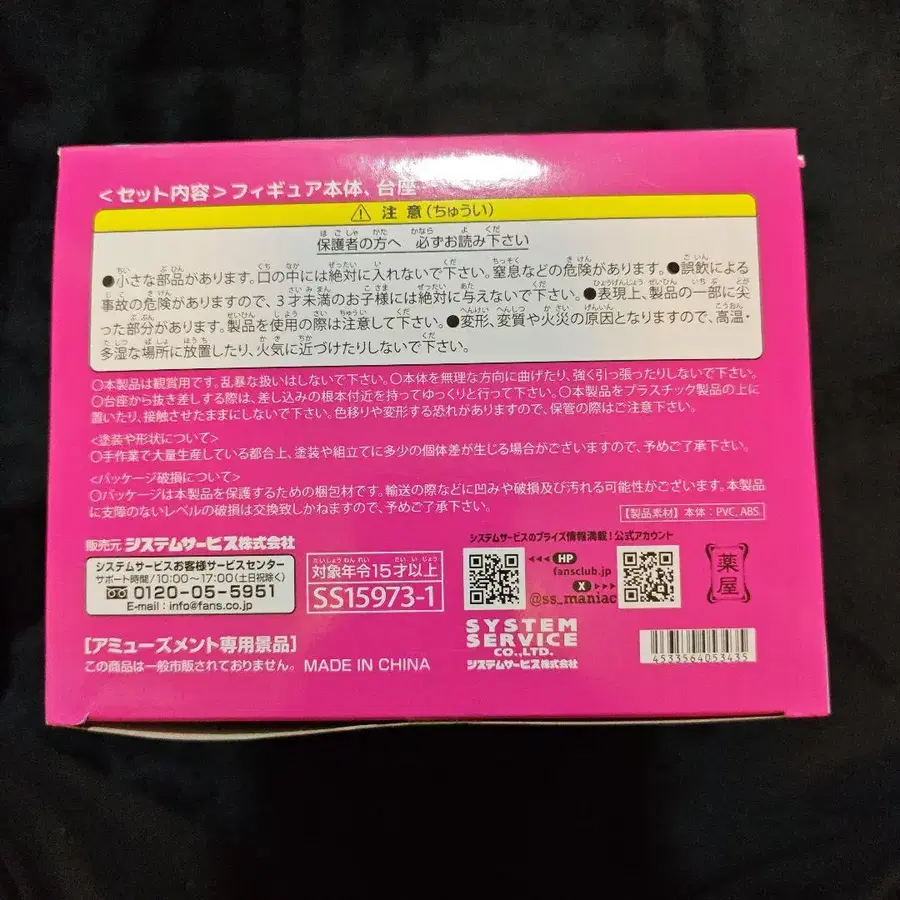 <セット内容>フィギュア本体、台座
注意(ちゅうい)
保護者の方へ 必ずお読み下さい
●小さな部品があります。口の中には絶対に入れないで下さい。窒息などの危険があります。●誤飲による
事故の危険がありますので、3才未満のお子様には絶対に与えないで下さい。●表現上、製品の一部に尖
った部分があります。製品を使用の際は注意して下さい。●変形、変質や火災の原因となりますので、高温・
多湿な場所に放置したり、火気に近づけたりしないで下さい。
○本製品は観賞用です。乱暴な扱いはしないで下さい。○本体を無理な方向に曲げたり、強く引っ張ったりしないで下さい。
○台座から抜き差しする際は、差し込みの根本付近を持ってゆっくりと行って下さい。○本製品をプラスチック製品の上に
置いたり、接触させたままにしないで下さい。色移りや変形する恐れがありますので、保管の際はご注意下さい。
<塗装や形状について>
○手作業で大量生産している都合上、塗装や組立てに多少の個体差が生じる場合がございますので、予めご了承下さい。
<パッケージ破損について>
○パッケージは本製品を保護するための梱包材です。輸送の際などに凹みや破損及び汚れる可能性がございます。本製品
に支障のないレベルの破損は交換致しかねますので、予めご了承下さい。
【製品素材】本体:PVC, ABS.
販売元 システムサービス株式会社
システムサービスお客様サービスセンター
サポート時間/10:00~17:00(土日祝除く)
0120-05-5951
E-mail:info@fans.co.jp
たいしょうねんれい さいいじょう
対象年令15才以上
SS15973-1
システムサービスのプライズ情報満載!公式アカウント
HP
fansclub.jp
X
@ss_maniac
薬屋
【アミューズメント専用景品】
この商品は一般市販されておりません。
MADE IN CHINA
SYSTEM
SERVICE
CO.,LTD.
システムサービス株式会社
4533564053435